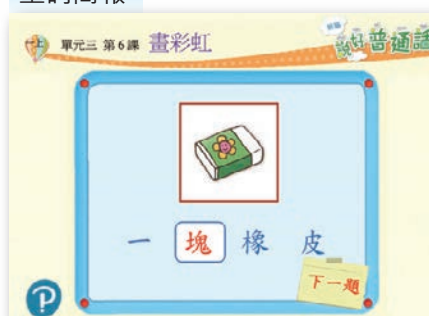 單元三 第6課 畫彩虹
說好普通話
一 塊 橡 皮
下一題